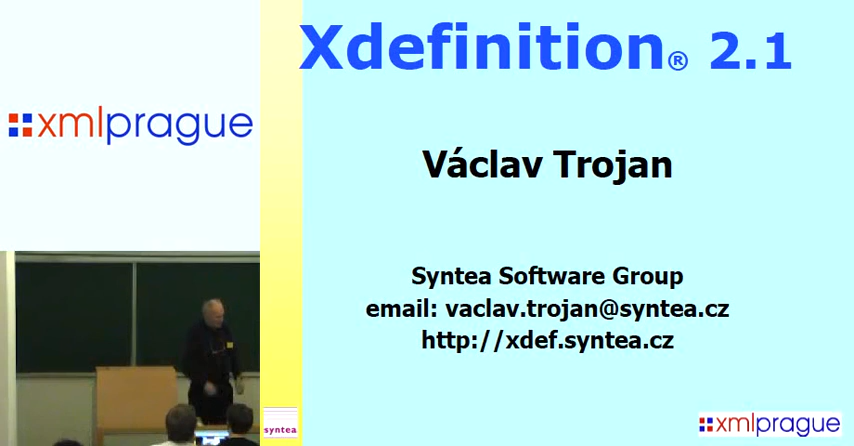 xmlprague
Xdefinition® 2.1
Václav Trojan
Syntea Software Group
email: vaclav.trojan@syntea.cz
http://xdef.syntea.cz
syntea
xmlprague